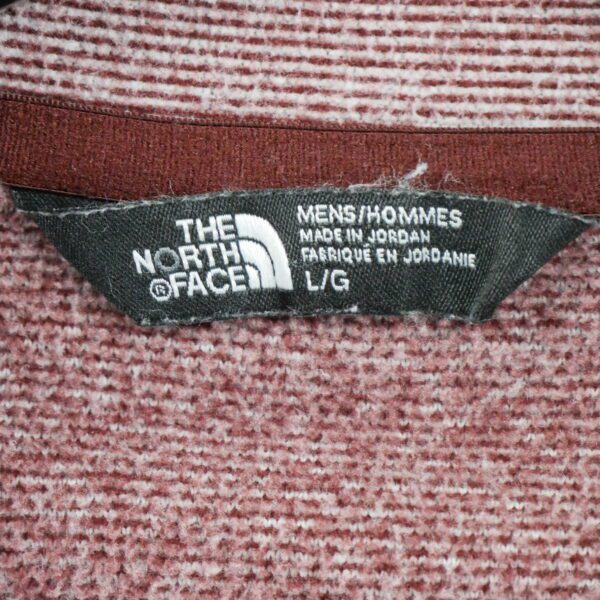 THE
NORTH
® FACE
MENS/HOMMES
MADE IN JORDAN
FABRIQUE EN JORDANIE
L/G